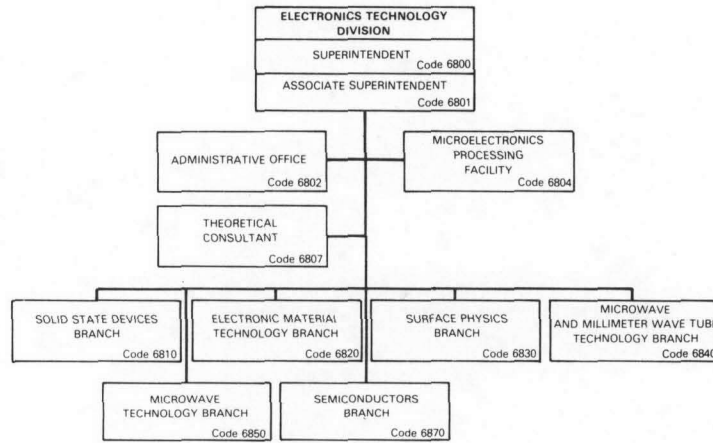 ELECTRONICS TECHNOLOGY
DIVISION
SUPERINTENDENT
Code 6800
ASSOCIATE SUPERINTENDENT
Code 6801
ADMINISTRATIVE OFFICE
Code 6802
MICROELECTRONICS
PROCESSING
FACILITY
Code 6804
THEORETICAL
CONSULTANT
Code 6807
SOLID STATE DEVICES
BRANCH
Code 6810
ELECTRONIC MATERIAL
TECHNOLOGY BRANCH
Code 6820
SURFACE PHYSICS
BRANCH
Code 6830
MICROWAVE
AND MILLIMETER WAVE TUBE
TECHNOLOGY BRANCH
Code 6840
MICROWAVE
TECHNOLOGY BRANCH
Code 6850
SEMICONDUCTORS
BRANCH
Code 6870